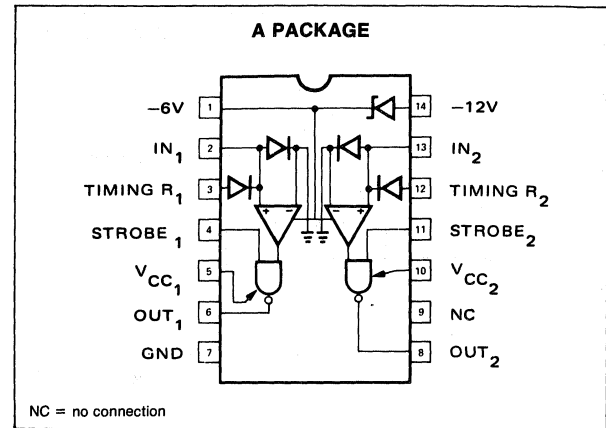 A PACKAGE
−6V 1 14 −12V
IN1 2 13 IN2
TIMING R1 3 12 TIMING R2
+ − − +
STROBE1 4 11 STROBE2
VCC1 5 10 VCC2
OUT1 6 9 NC
GND 7 8 OUT2
NC = no connection